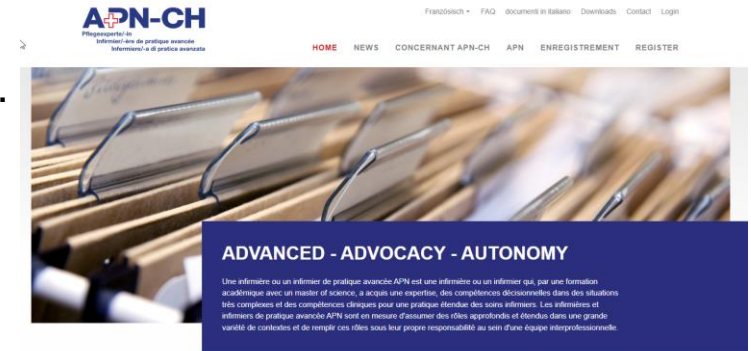 APN-CH
Pflegeexperte/-in
Infirmier/-ère de pratique avancée
Infermiere/-a di pratica avanzata
Französisch
FAQ
documenti in italiano
Downloads
Contact
Login
HOME
NEWS
CONCERNANT APN-CH
APN
ENREGISTREMENT
REGISTER
ADVANCED - ADVOCACY - AUTONOMY
Une infirmière ou un infirmier de pratique avancée APN est une infirmière ou un infirmier qui, par une formation
académique avec un master of science, a acquis une expertise, des compétences décisionnelles dans des situations
très complexes et des compétences cliniques pour une pratique étendue des soins infirmiers. Les infirmières et
infirmiers de pratique avancée APN sont en mesure d'assumer des rôles approfondis et étendus dans une grande
variété de contextes et de remplir ces rôles sous leur propre responsabilité au sein d'une équipe interprofessionnelle.